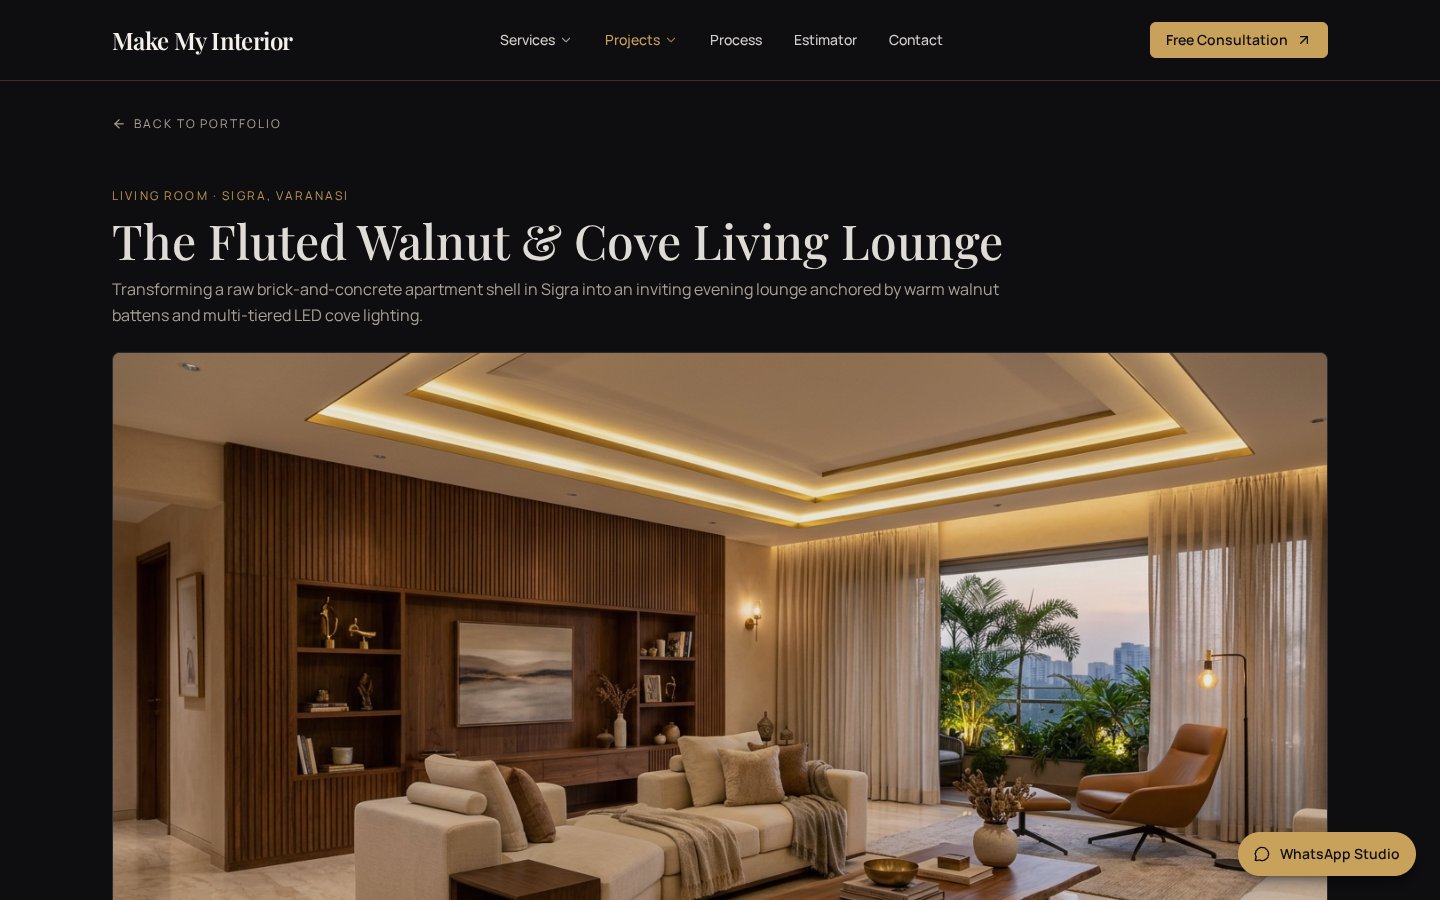 Make My Interior
Services
Projects
Process
Estimator
Contact
Free Consultation
BACK TO PORTFOLIO
LIVING ROOM · SIGRA, VARANASI
The Fluted Walnut & Cove Living Lounge
Transforming a raw brick-and-concrete apartment shell in Sigra into an inviting evening lounge anchored by warm walnut
battens and multi-tiered LED cove lighting.
WhatsApp Studio